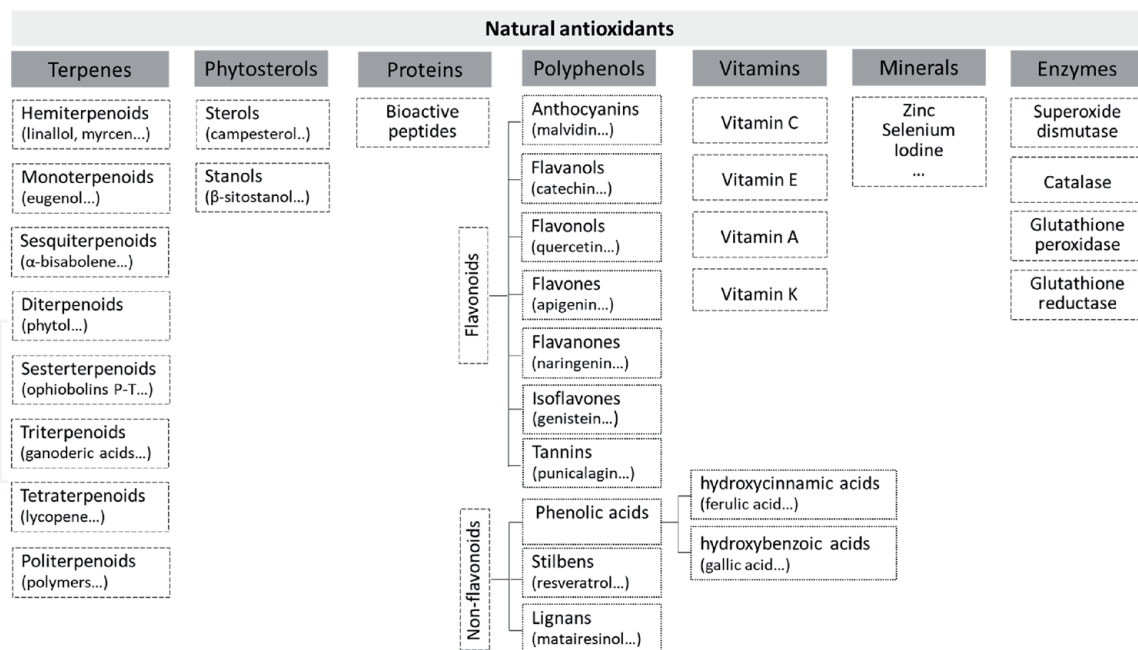 Natural antioxidants
Terpenes
Hemiterpenoids
(linallol, myrcen...)
Monoterpenoids
(eugenol...)
Sesquiterpenoids
(α-bisabolene...)
Diterpenoids
(phytol...)
Sesterterpenoids
(ophiobolins P-T...)
Triterpenoids
(ganoderic acids...)
Tetraterpenoids
(lycopene...)
Politerpenoids
(polymers...)
Phytosterols
Sterols
(campesterol..)
Stanols
(β-sitostanol...)
Proteins
Bioactive
peptides
Polyphenols
Flavonoids
Anthocyanins
(malvidin...)
Flavanols
(catechin...)
Flavonols
(quercetin...)
Flavones
(apigenin...)
Flavanones
(naringenin...)
Isoflavones
(genistein...)
Tannins
(punicalagin...)
Non-flavonoids
Phenolic acids
hydroxycinnamic acids
(ferulic acid...)
hydroxybenzoic acids
(gallic acid...)
Stilbens
(resveratrol...)
Lignans
(matairesinol...)
Vitamins
Vitamin C
Vitamin E
Vitamin A
Vitamin K
Minerals
Zinc
Selenium
Iodine
...
Enzymes
Superoxide
dismutase
Catalase
Glutathione
peroxidase
Glutathione
reductase